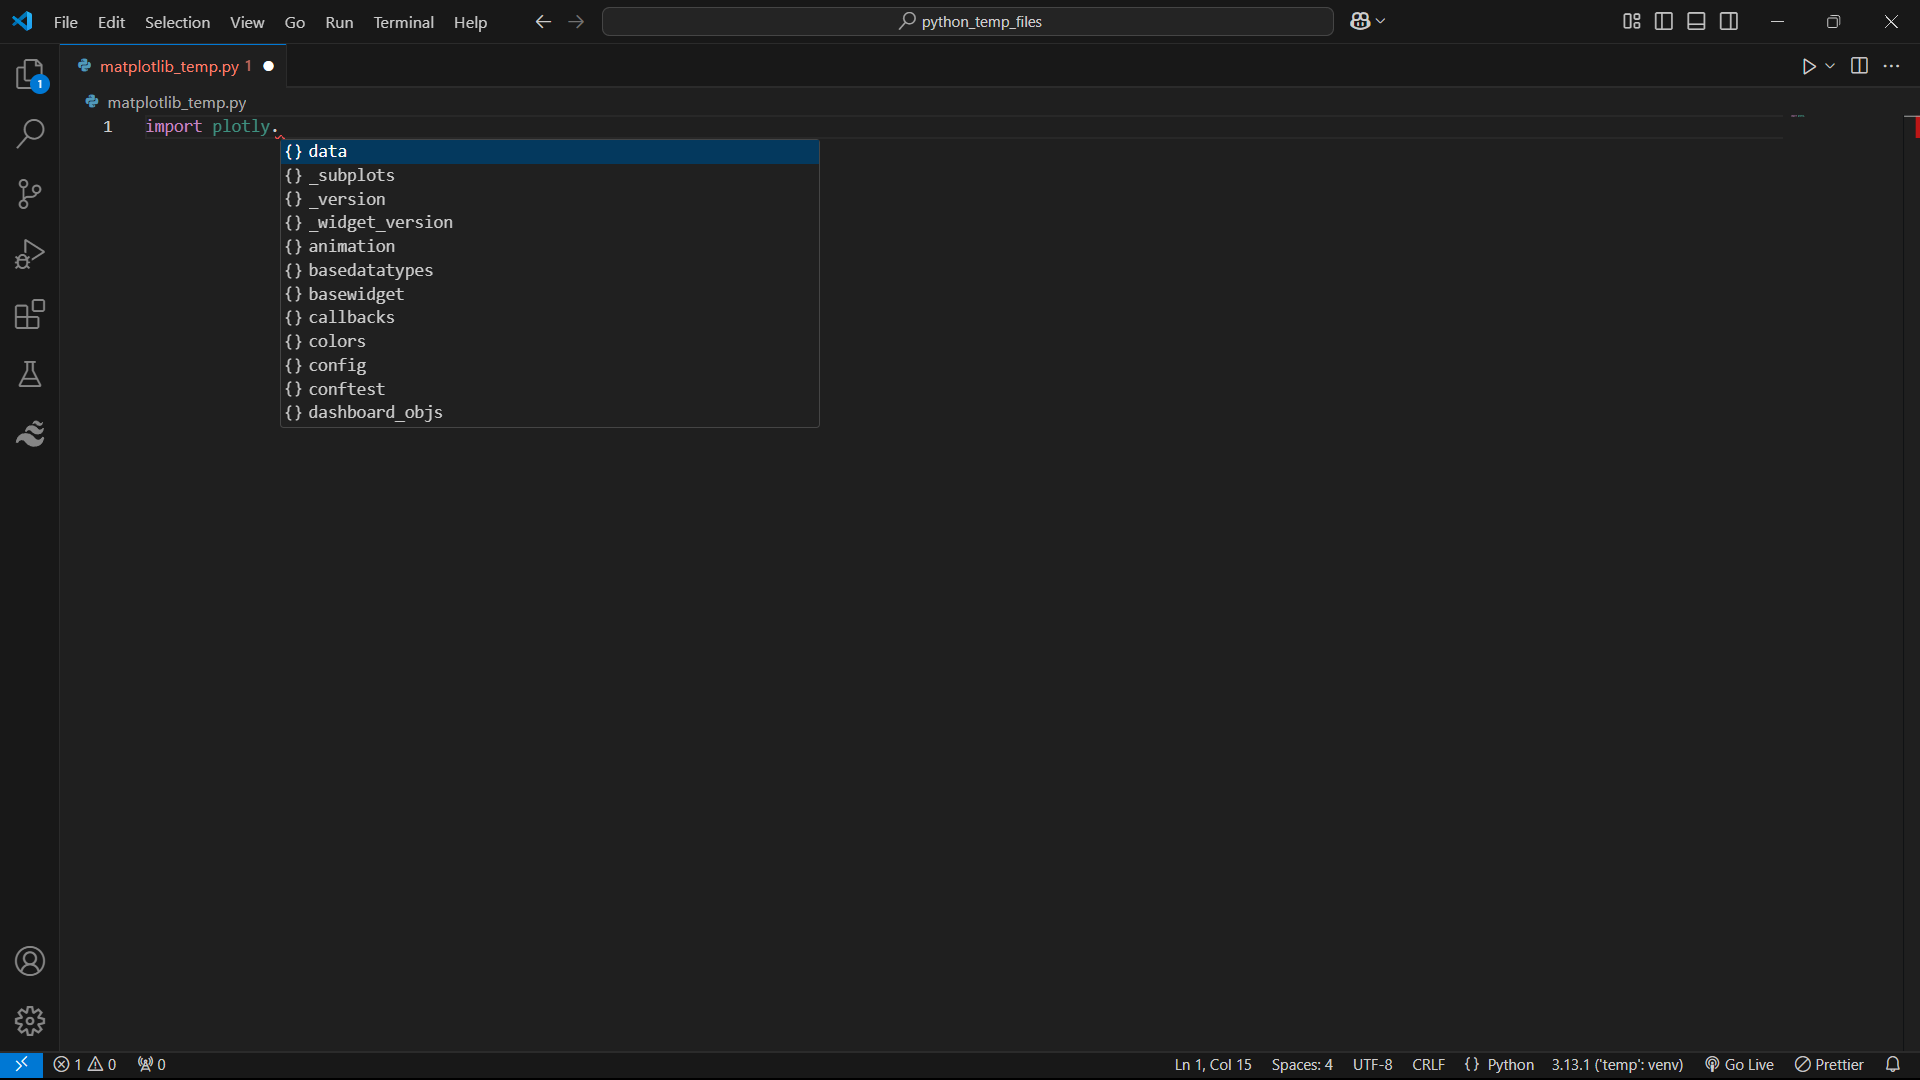 File Edit Selection View Go Run Terminal Help python_temp_files
matplotlib_temp.py 1
1
matplotlib_temp.py
1 import plotly.
{} data
{} _subplots
{} _version
{} _widget_version
{} animation
{} basedatatypes
{} basewidget
{} callbacks
{} colors
{} config
{} conftest
{} dashboard_objs
1 0 0 Ln 1, Col 15 Spaces: 4 UTF-8 CRLF {} Python 3.13.1 ('temp': venv) Go Live Prettier